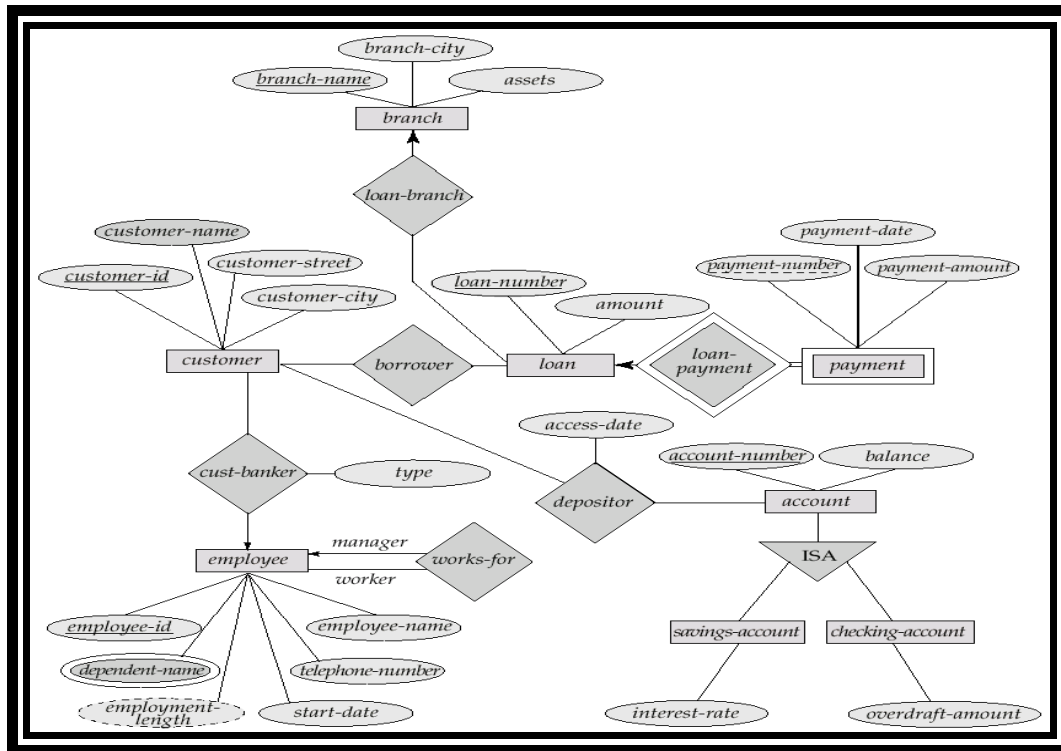 branch-city
branch-name
assets
branch
loan-branch
customer-name
payment-date
customer-id
customer-street
payment-number
payment-amount
customer-city
loan-number
amount
customer
borrower
loan
loan-
payment
payment
access-date
account-number
balance
cust-banker
type
depositor
account
manager
employee
works-for
worker
ISA
employee-id
employee-name
savings-account
checking-account
dependent-name
telephone-number
employment-
length
start-date
interest-rate
overdraft-amount